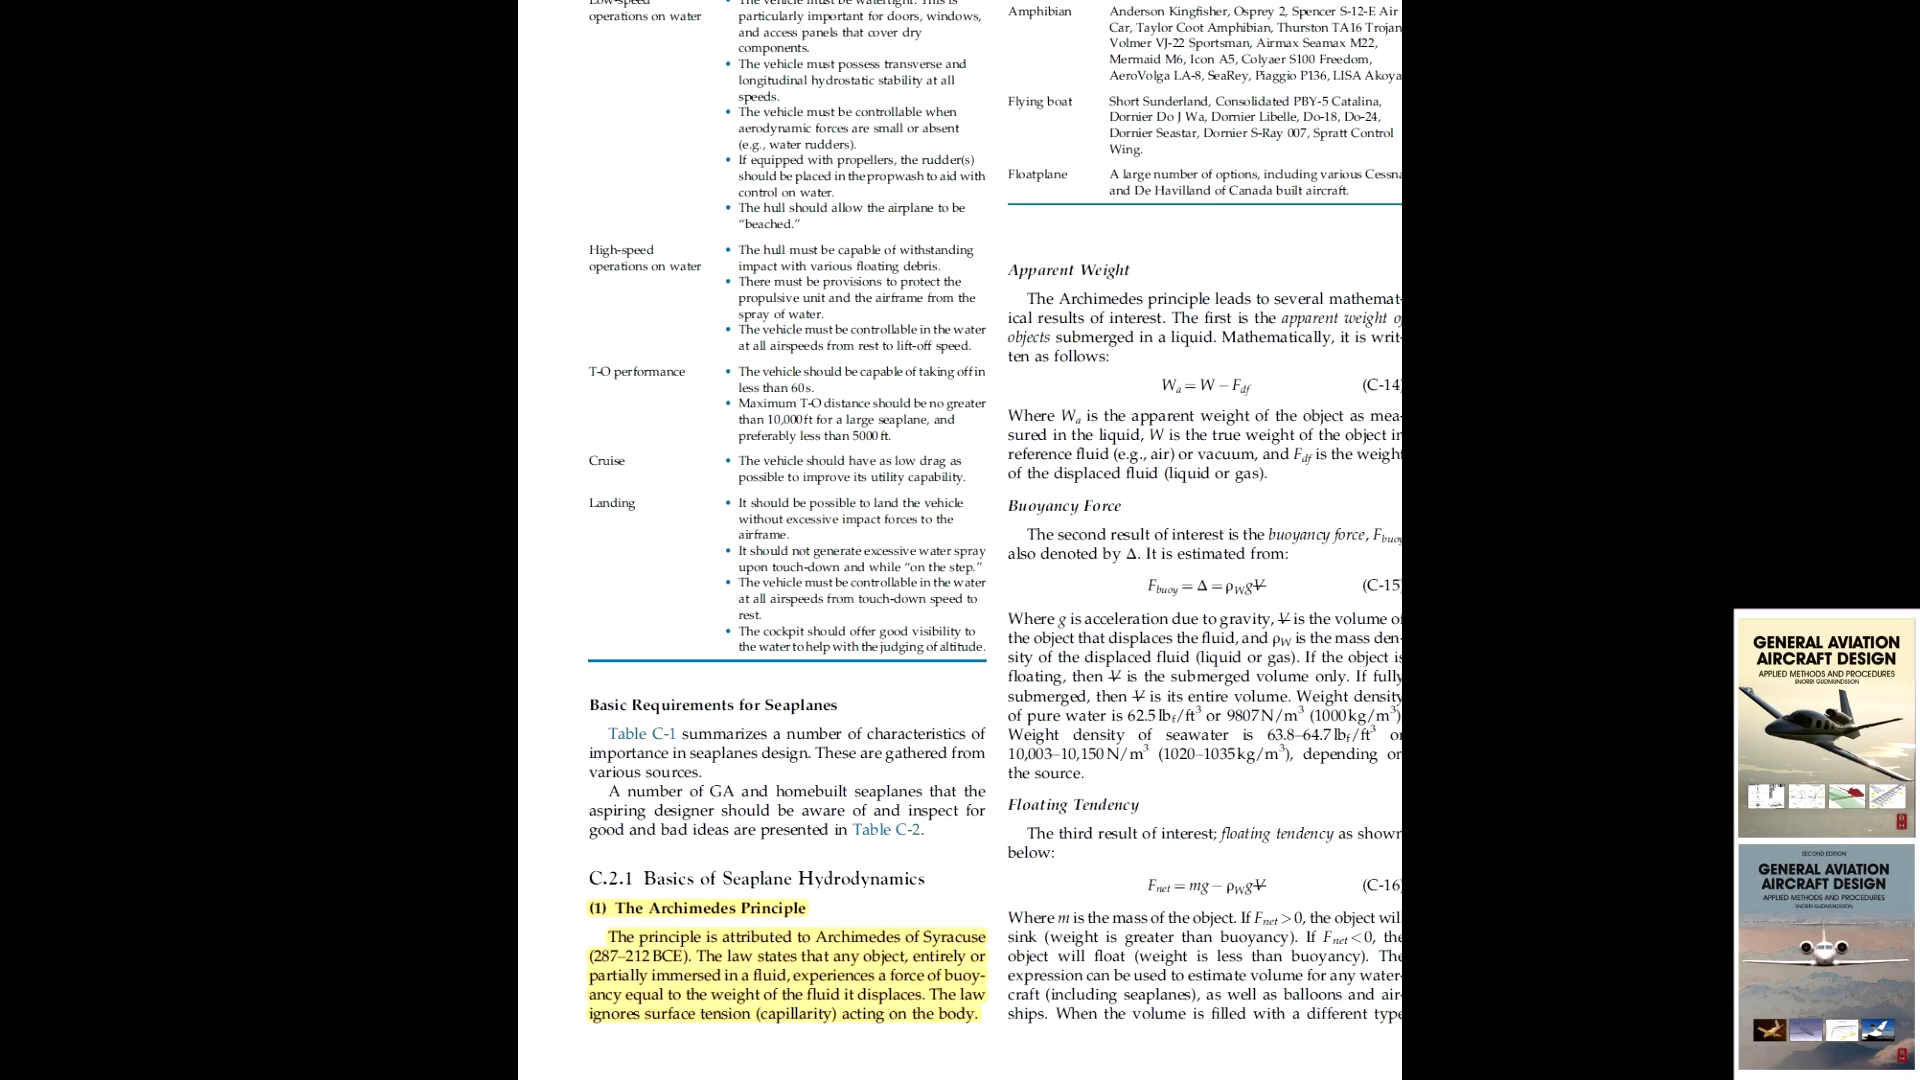 Low-speed
operations on water
• The vehicle must be watertight. This is
particularly important for doors, windows,
and access panels that cover dry
components.
• The vehicle must possess transverse and
longitudinal hydrostatic stability at all
speeds.
• The vehicle must be controllable when
aerodynamic forces are small or absent
(e.g., water rudders).
• If equipped with propellers, the rudder(s)
should be placed in the propwash to aid with
control on water.
• The hull should allow the airplane to be
“beached.”
High-speed
operations on water
• The hull must be capable of withstanding
impact with various floating debris.
• There must be provisions to protect the
propulsive unit and the airframe from the
spray of water.
• The vehicle must be controllable in the water
at all airspeeds from rest to lift-off speed.
T-O performance
• The vehicle should be capable of taking off in
less than 60 s.
• Maximum T-O distance should be no greater
than 10,000 ft for a large seaplane, and
preferably less than 5000 ft.
Cruise
• The vehicle should have as low drag as
possible to improve its utility capability.
Landing
• It should be possible to land the vehicle
without excessive impact forces to the
airframe.
• It should not generate excessive water spray
upon touch-down and while “on the step.”
• The vehicle must be controllable in the water
at all airspeeds from touch-down speed to
rest.
• The cockpit should offer good visibility to
the water to help with the judging of altitude.
Basic Requirements for Seaplanes
Table C-1 summarizes a number of characteristics of
importance in seaplanes design. These are gathered from
various sources.
A number of GA and homebuilt seaplanes that the
aspiring designer should be aware of and inspect for
good and bad ideas are presented in Table C-2.
C.2.1 Basics of Seaplane Hydrodynamics
(1) The Archimedes Principle
The principle is attributed to Archimedes of Syracuse
(287–212 BCE). The law states that any object, entirely or
partially immersed in a fluid, experiences a force of buoy-
ancy equal to the weight of the fluid it displaces. The law
ignores surface tension (capillarity) acting on the body.
Amphibian
Anderson Kingfisher, Osprey 2, Spencer S-12-E Air
Car, Taylor Coot Amphibian, Thurston TA16 Trojan
Volmer VJ-22 Sportsman, Airmax Seamax M22,
Mermaid M6, Icon A5, Colyaer S100 Freedom,
AeroVolga LA-8, SeaRey, Piaggio P136, LISA Akoya
Flying boat
Short Sunderland, Consolidated PBY-5 Catalina,
Dornier Do J Wa, Dornier Libelle, Do-18, Do-24,
Dornier Seastar, Dornier S-Ray 007, Spratt Control
Wing.
Floatplane
A large number of options, including various Cessna
and De Havilland of Canada built aircraft.
Apparent Weight
The Archimedes principle leads to several mathemat-
ical results of interest. The first is the apparent weight of
objects submerged in a liquid. Mathematically, it is writ-
ten as follows:
Wa = W − Fdf (C-14)
Where Wa is the apparent weight of the object as mea-
sured in the liquid, W is the true weight of the object in
reference fluid (e.g., air) or vacuum, and Fdf is the weight
of the displaced fluid (liquid or gas).
Buoyancy Force
The second result of interest is the buoyancy force, Fbuoy
also denoted by Δ. It is estimated from:
Fbuoy = Δ = ρWgV̶ (C-15)
Where g is acceleration due to gravity, V̶ is the volume of
the object that displaces the fluid, and ρW is the mass den-
sity of the displaced fluid (liquid or gas). If the object is
floating, then V̶ is the submerged volume only. If fully
submerged, then V̶ is its entire volume. Weight density
of pure water is 62.5 lbf/ft³ or 9807 N/m³ (1000 kg/m³)
Weight density of seawater is 63.8–64.7 lbf/ft³ or
10,003–10,150 N/m³ (1020–1035 kg/m³), depending on
the source.
Floating Tendency
The third result of interest; floating tendency as shown
below:
Fnet = mg − ρWgV̶ (C-16)
Where m is the mass of the object. If Fnet > 0, the object will
sink (weight is greater than buoyancy). If Fnet < 0, the
object will float (weight is less than buoyancy). The
expression can be used to estimate volume for any water-
craft (including seaplanes), as well as balloons and air-
ships. When the volume is filled with a different type
GENERAL AVIATION
AIRCRAFT DESIGN
APPLIED METHODS AND PROCEDURES
SNORRI GUDMUNDSSON
SECOND EDITION
GENERAL AVIATION
AIRCRAFT DESIGN
APPLIED METHODS AND PROCEDURES
SNORRI GUDMUNDSSON